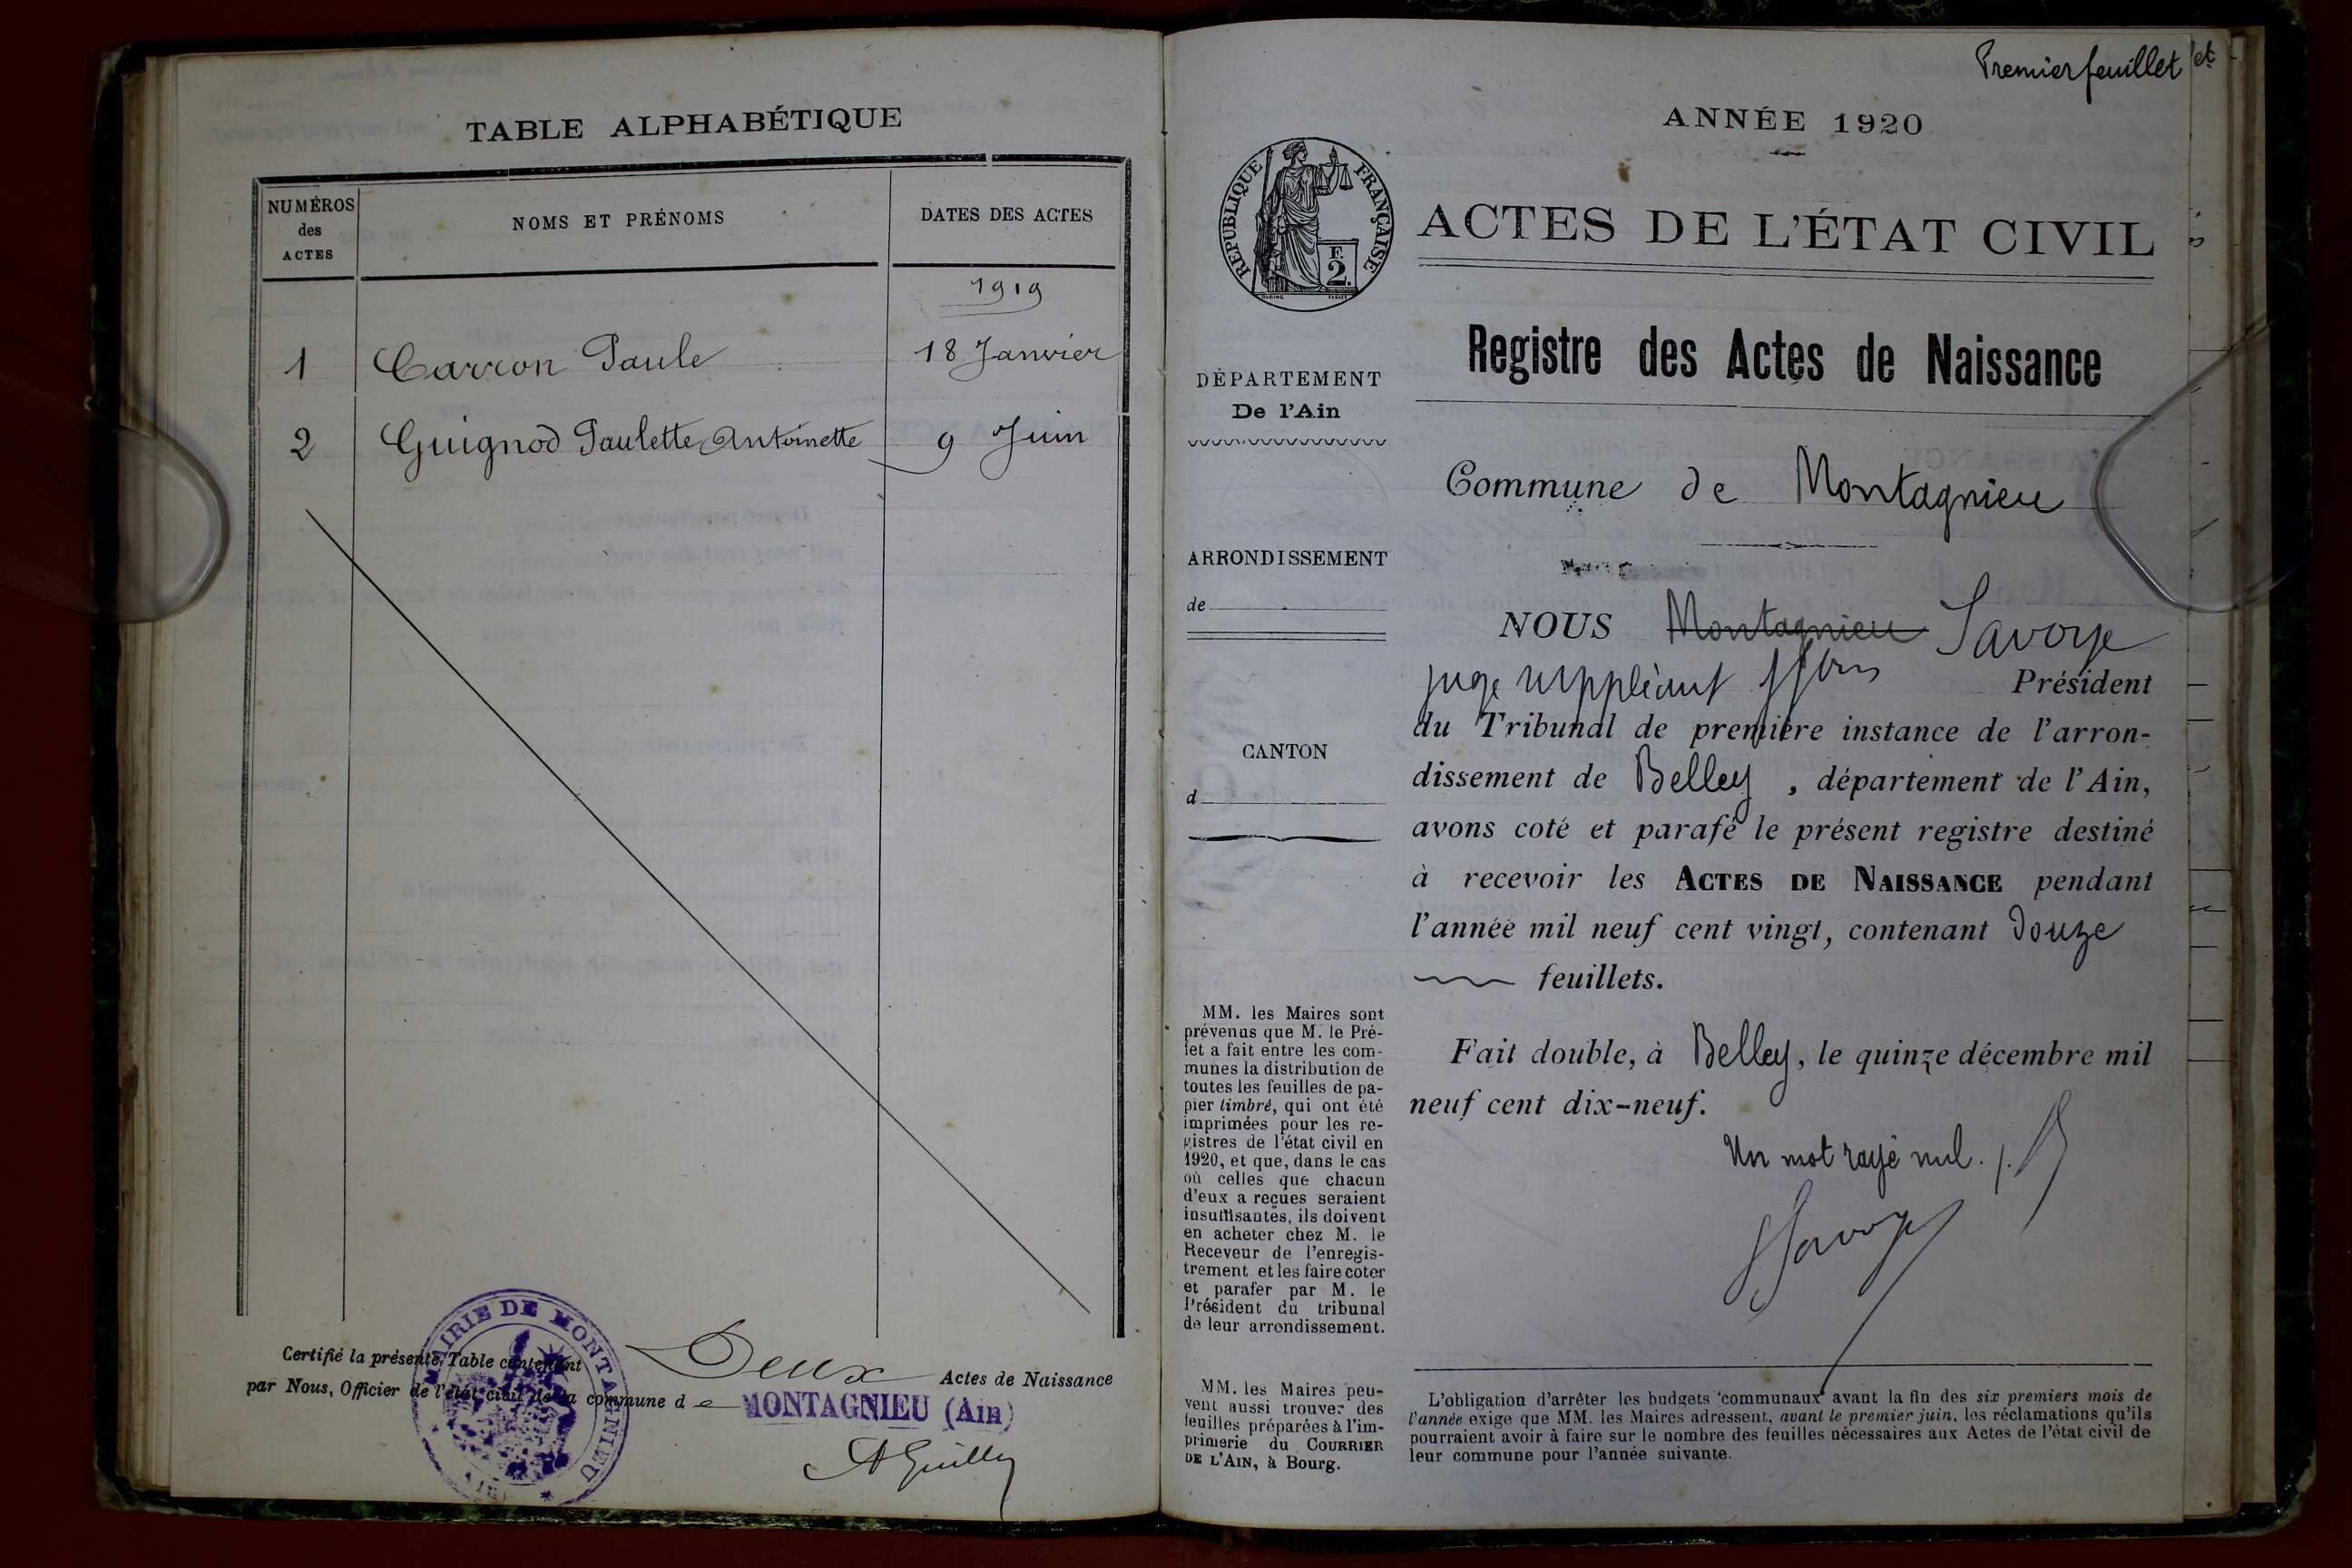 TABLE ALPHABÉTIQUE
NUMÉROS
des
ACTES
NOMS ET PRÉNOMS
DATES DES ACTES
1919
1 Carron Paule 18 Janvier
2 Guignod Paulette Antoinette 9 Juin
Certifié la présente Table contenant Deux Actes de Naissance
par Nous, Officier de l'état civil de la commune de MONTAGNIEU (Ain)
MAIRIE DE MONTAGNIEU
AGuilly
Premier feuillet
et
ANNÉE 1920
RÉPUBLIQUE FRANÇAISE
F.
2.
ACTES DE L'ÉTAT CIVIL
Registre des Actes de Naissance
DÉPARTEMENT
De l'Ain
Commune de Montagnieu
ARRONDISSEMENT
de
CANTON
d
NOUS Montagnieu Savoye
juge suppléant ffons Président
du Tribunal de première instance de l'arron-
dissement de Belley, département de l'Ain,
avons coté et parafé le présent registre destiné
à recevoir les ACTES DE NAISSANCE pendant
l'année mil neuf cent vingt, contenant Douze
feuillets.
Fait double, à Belley, le quinze décembre mil
neuf cent dix-neuf.
Un mot rayé nul.
Savoye
MM. les Maires sont
prévenus que M. le Pré-
fet a fait entre les com-
munes la distribution de
toutes les feuilles de pa-
pier timbré, qui ont été
imprimées pour les re-
gistres de l'état civil en
1920, et que, dans le cas
où celles que chacun
d'eux a reçues seraient
insuffisantes, ils doivent
en acheter chez M. le
Receveur de l'enregis-
trement et les faire coter
et parafer par M. le
Président du tribunal
de leur arrondissement.
MM. les Maires peu-
vent aussi trouver des
feuilles préparées à l'im-
primerie du COURRIER
DE L'AIN, à Bourg.
L'obligation d'arrêter les budgets communaux avant la fin des six premiers mois de
l'année exige que MM. les Maires adressent, avant le premier juin, les réclamations qu'ils
pourraient avoir à faire sur le nombre des feuilles nécessaires aux Actes de l'état civil de
leur commune pour l'année suivante.